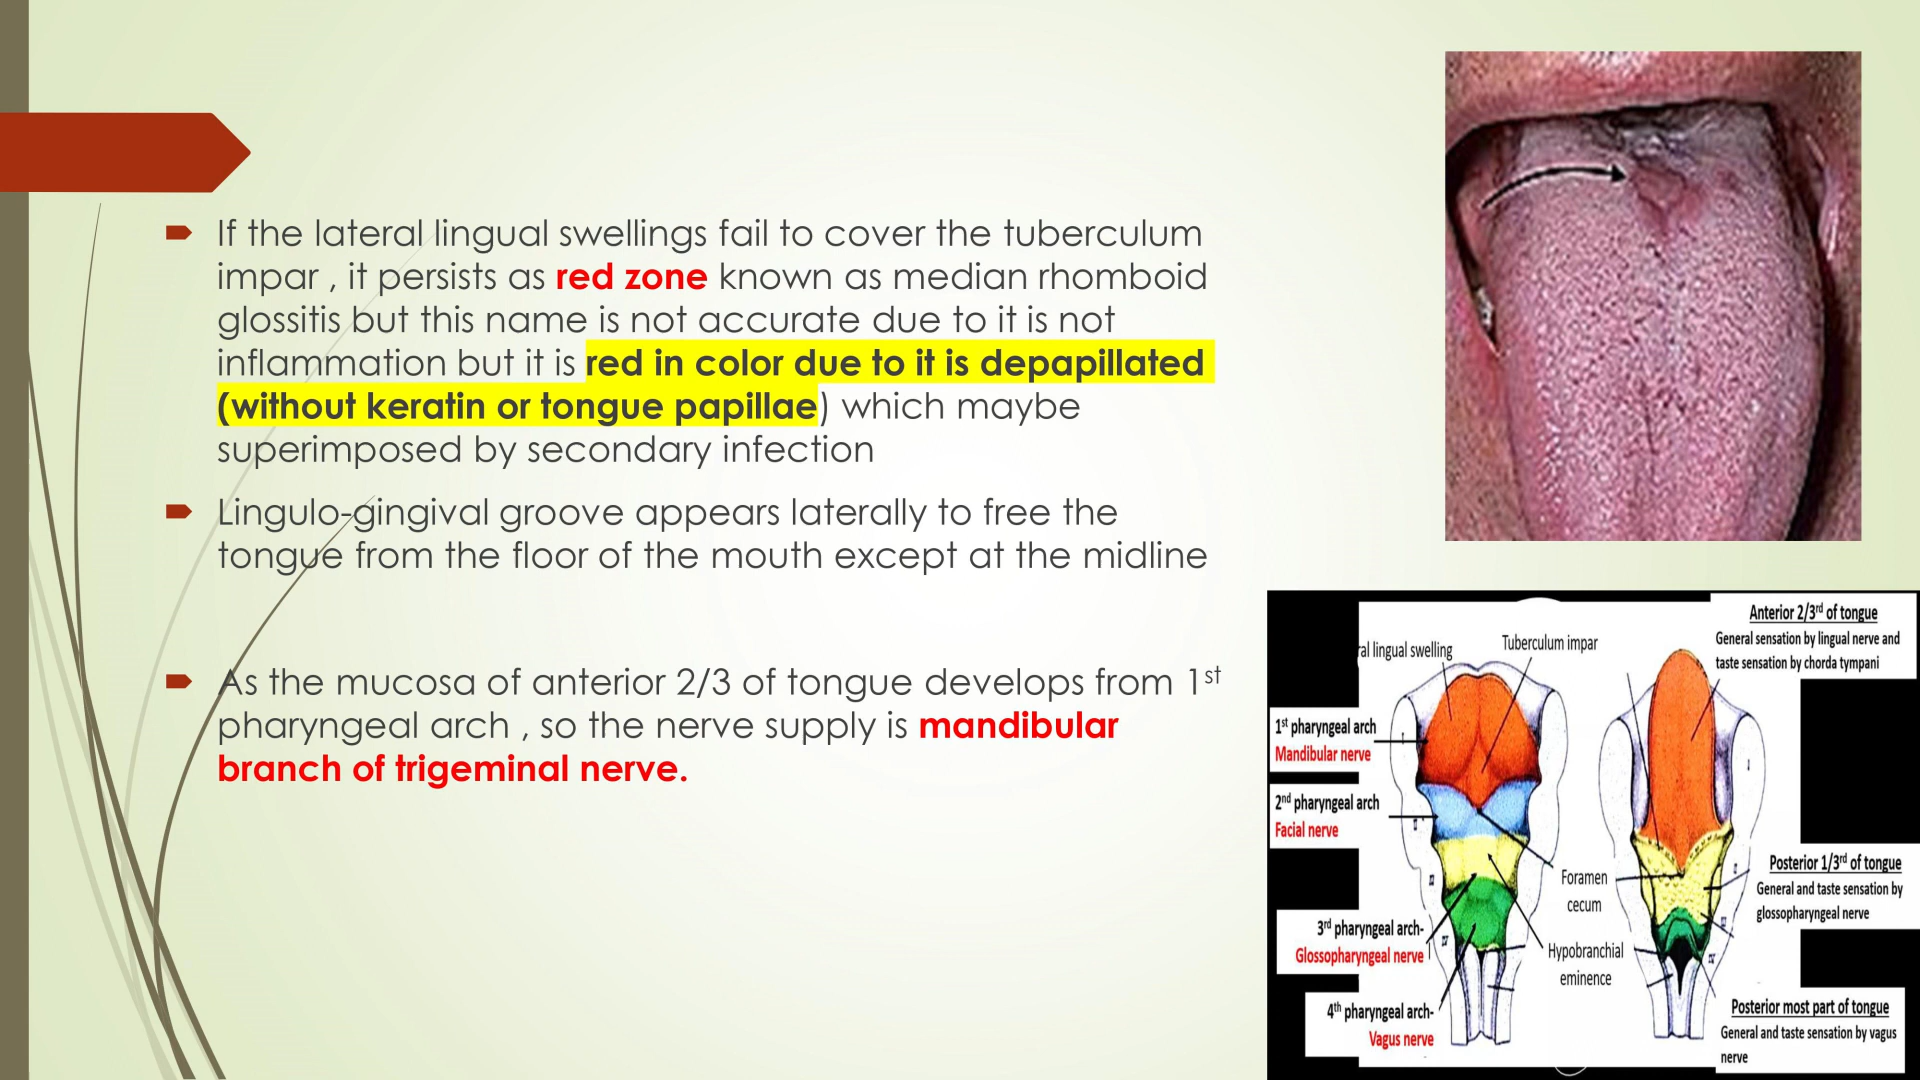 If the lateral lingual swellings fail to cover the tuberculum
impar , it persists as red zone known as median rhomboid
glossitis but this name is not accurate due to it is not
inflammation but it is red in color due to it is depapillated
(without keratin or tongue papillae) which maybe
superimposed by secondary infection
Lingulo-gingival groove appears laterally to free the
tongue from the floor of the mouth except at the midline
As the mucosa of anterior 2/3 of tongue develops from 1st
pharyngeal arch , so the nerve supply is mandibular
branch of trigeminal nerve.
ral lingual swelling
Tuberculum impar
1st pharyngeal arch
Mandibular nerve
2nd pharyngeal arch
Facial nerve
3rd pharyngeal arch-
Glossopharyngeal nerve
4th pharyngeal arch-
Vagus nerve
Foramen
cecum
Hypobranchial
eminence
Anterior 2/3rd of tongue
General sensation by lingual nerve and
taste sensation by chorda tympani
Posterior 1/3rd of tongue
General and taste sensation by
glossopharyngeal nerve
Posterior most part of tongue
General and taste sensation by vagus
nerve